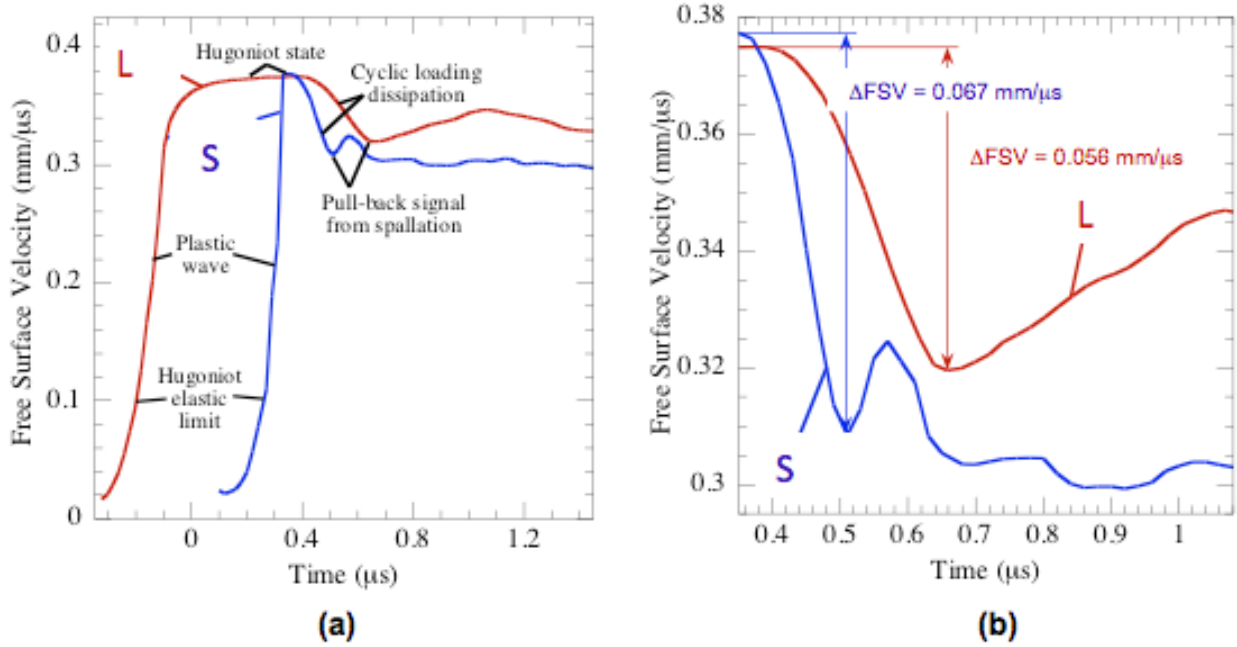 0.4
0.3
0.2
0.1
0
Free Surface Velocity (mm/μs)
L
S
Hugoniot state
Cyclic loading
dissipation
Pull-back signal
from spallation
Plastic
wave
Hugoniot
elastic
limit
0
0.4
0.8
1.2
Time (μs)
(a)
0.38
0.36
0.34
0.32
0.3
Free Surface Velocity (mm/μs)
ΔFSV = 0.067 mm/μs
ΔFSV = 0.056 mm/μs
L
S
0.4
0.5
0.6
0.7
0.8
0.9
1
Time (μs)
(b)